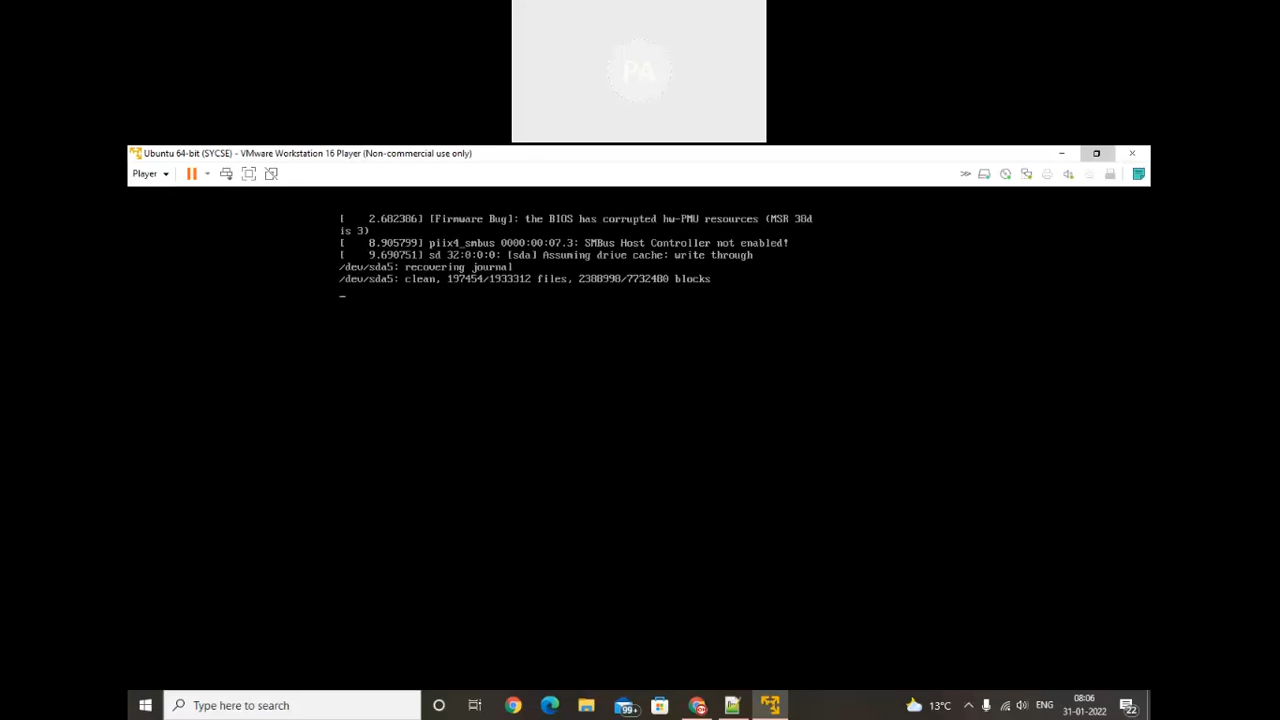 PA
Ubuntu 64-bit (SYCSE) - VMware Workstation 16 Player (Non-commercial use only)
Player
[    2.682386] [Firmware Bug]: the BIOS has corrupted hw-PMU resources (MSR 38d
is 3)
[    8.905799] piix4_smbus 0000:00:07.3: SMBus Host Controller not enabled!
[    9.690751] sd 32:0:0:0: [sda] Assuming drive cache: write through
/dev/sda5: recovering journal
/dev/sda5: clean, 197454/1933312 files, 2388998/7732480 blocks
_
Type here to search
99+
13°C
ENG
08:06
31-01-2022
22